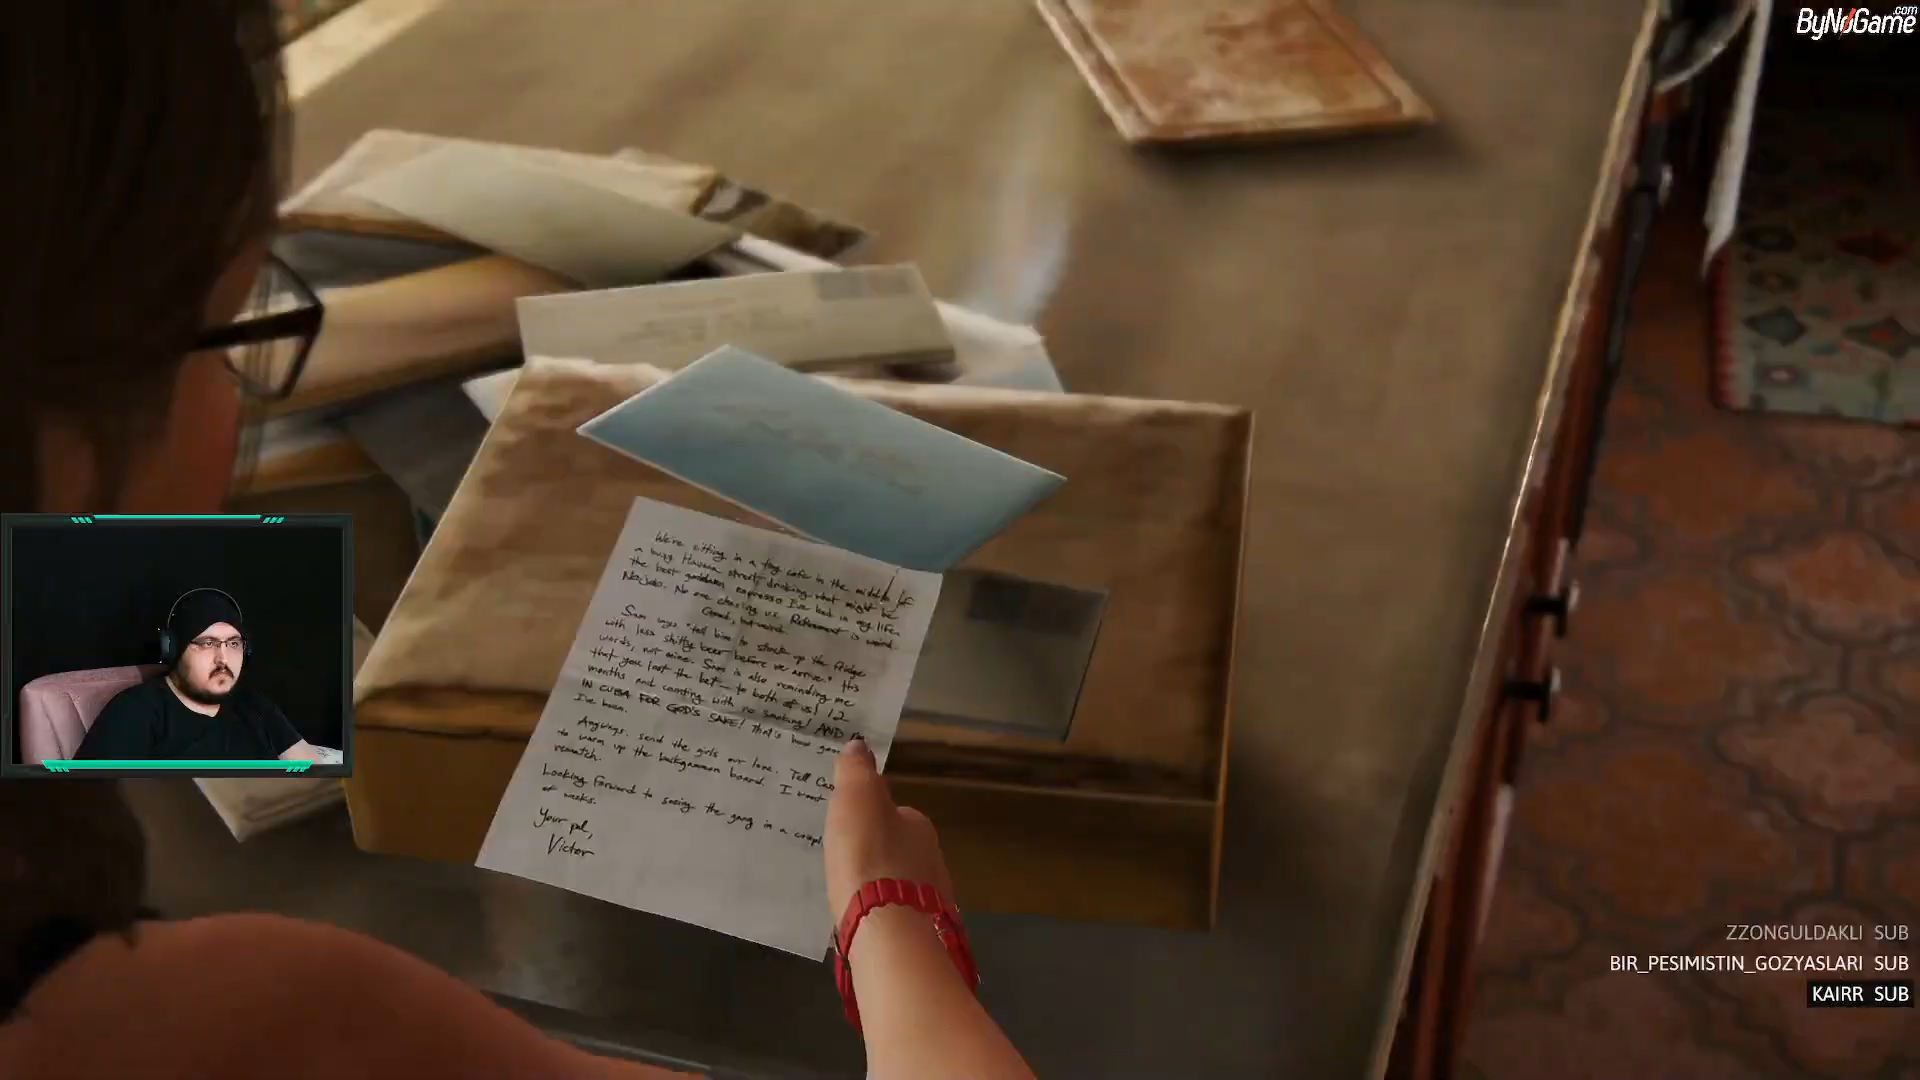 ByNoGame
.com
We're sitting in a tiny cafe in the middle of
a busy Havana street, drinking what might be
the best goddamn espresso I've had in my life.
No joke. No one chasing us. Retirement is weird.
Good, but weird.
Sam says "tell him to stock up the fridge
with less shitty beer before we arrive." His
words, not mine. Sam is also reminding me
that you lost the bet — to both of us! 12
months and counting with no smoking! AND I'm
IN CUBA FOR GOD'S SAKE! That's how good
I've been.
Anyways, send the girls our love. Tell Cas
to warm up the backgammon board. I want
rematch.
Looking forward to seeing the gang in a coupl
of weeks.
Your pal,
Victor
ZZONGULDAKLI SUB
BIR_PESIMISTIN_GOZYASLARI SUB
KAIRR SUB